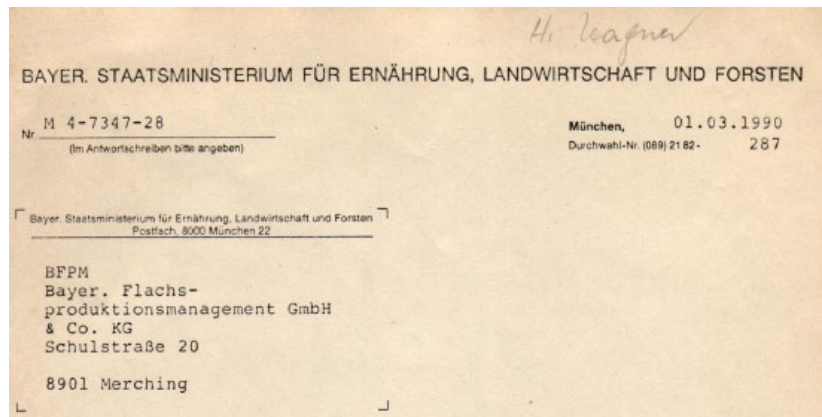 H. Wagner
BAYER. STAATSMINISTERIUM FÜR ERNÄHRUNG, LANDWIRTSCHAFT UND FORSTEN
Nr. M 4-7347-28
(Im Antwortschreiben bitte angeben)
München, 01.03.1990
Durchwahl-Nr. (089) 21 82- 287
Bayer. Staatsministerium für Ernährung, Landwirtschaft und Forsten
Postfach, 8000 München 22
BFPM
Bayer. Flachs-
produktionsmanagement GmbH
& Co. KG
Schulstraße 20
8901 Merching